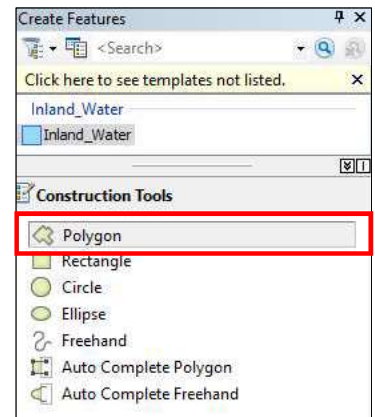 Create Features
<Search>
Click here to see templates not listed.
Inland_Water
Inland_Water
Construction Tools
Polygon
Rectangle
Circle
Ellipse
Freehand
Auto Complete Polygon
Auto Complete Freehand